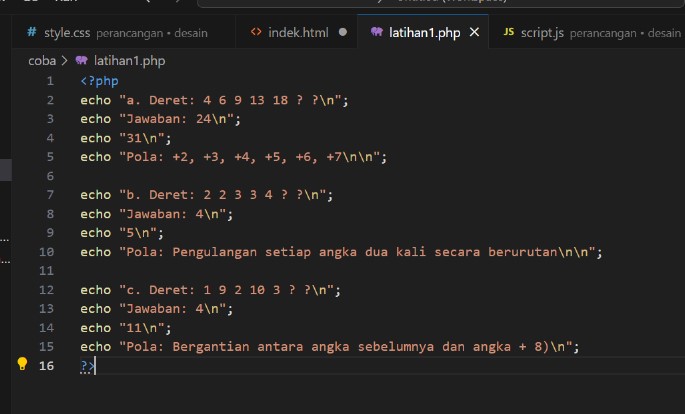 # style.css perancangan • desain <> indek.html ● latihan1.php × JS script.js perancangan • desain
coba > latihan1.php
1 <?php
2 echo "a. Deret: 4 6 9 13 18 ? ?\n";
3 echo "Jawaban: 24\n";
4 echo "31\n";
5 echo "Pola: +2, +3, +4, +5, +6, +7\n\n";
6
7 echo "b. Deret: 2 2 3 3 4 ? ?\n";
8 echo "Jawaban: 4\n";
9 echo "5\n";
10 echo "Pola: Pengulangan setiap angka dua kali secara berurutan\n\n";
11
12 echo "c. Deret: 1 9 2 10 3 ? ?\n";
13 echo "Jawaban: 4\n";
14 echo "11\n";
15 echo "Pola: Bergantian antara angka sebelumnya dan angka + 8)\n";
16 ?>